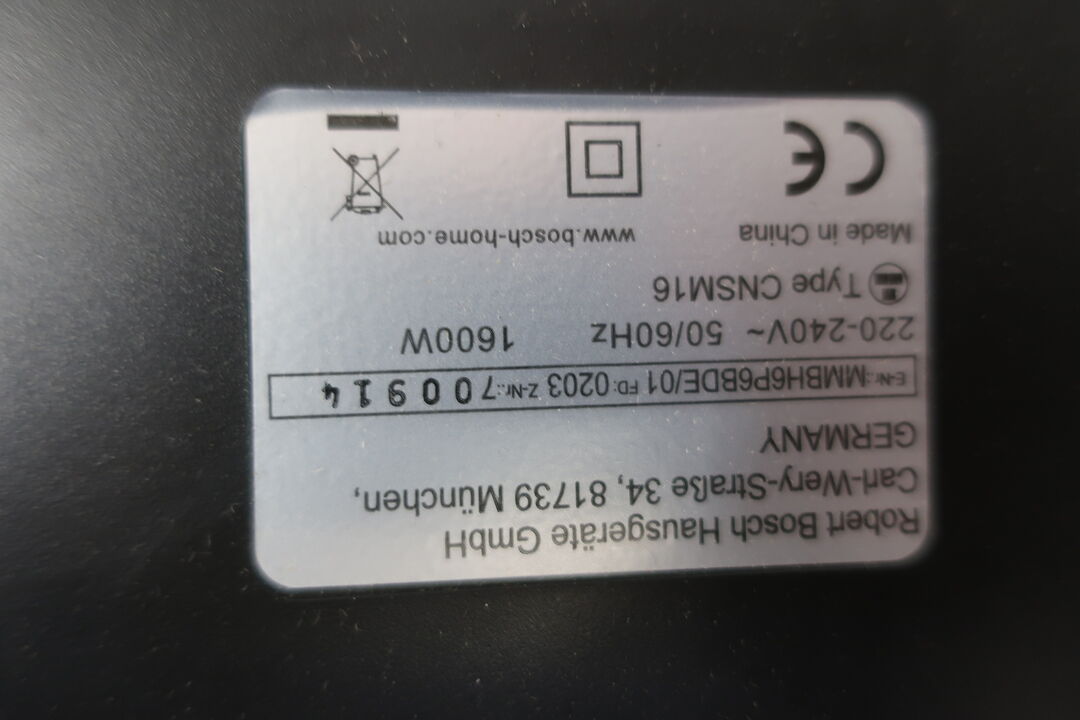 Robert Bosch Hausgeräte GmbH
Carl-Wery-Straße 34, 81739 München,
GERMANY
E-Nr.:MMBH6P6BDE/01 FD:0203 Z-Nr.:700914
220-240V~ 50/60Hz 1600W
Type CNSM16
Made in China www.bosch-home.com
CE